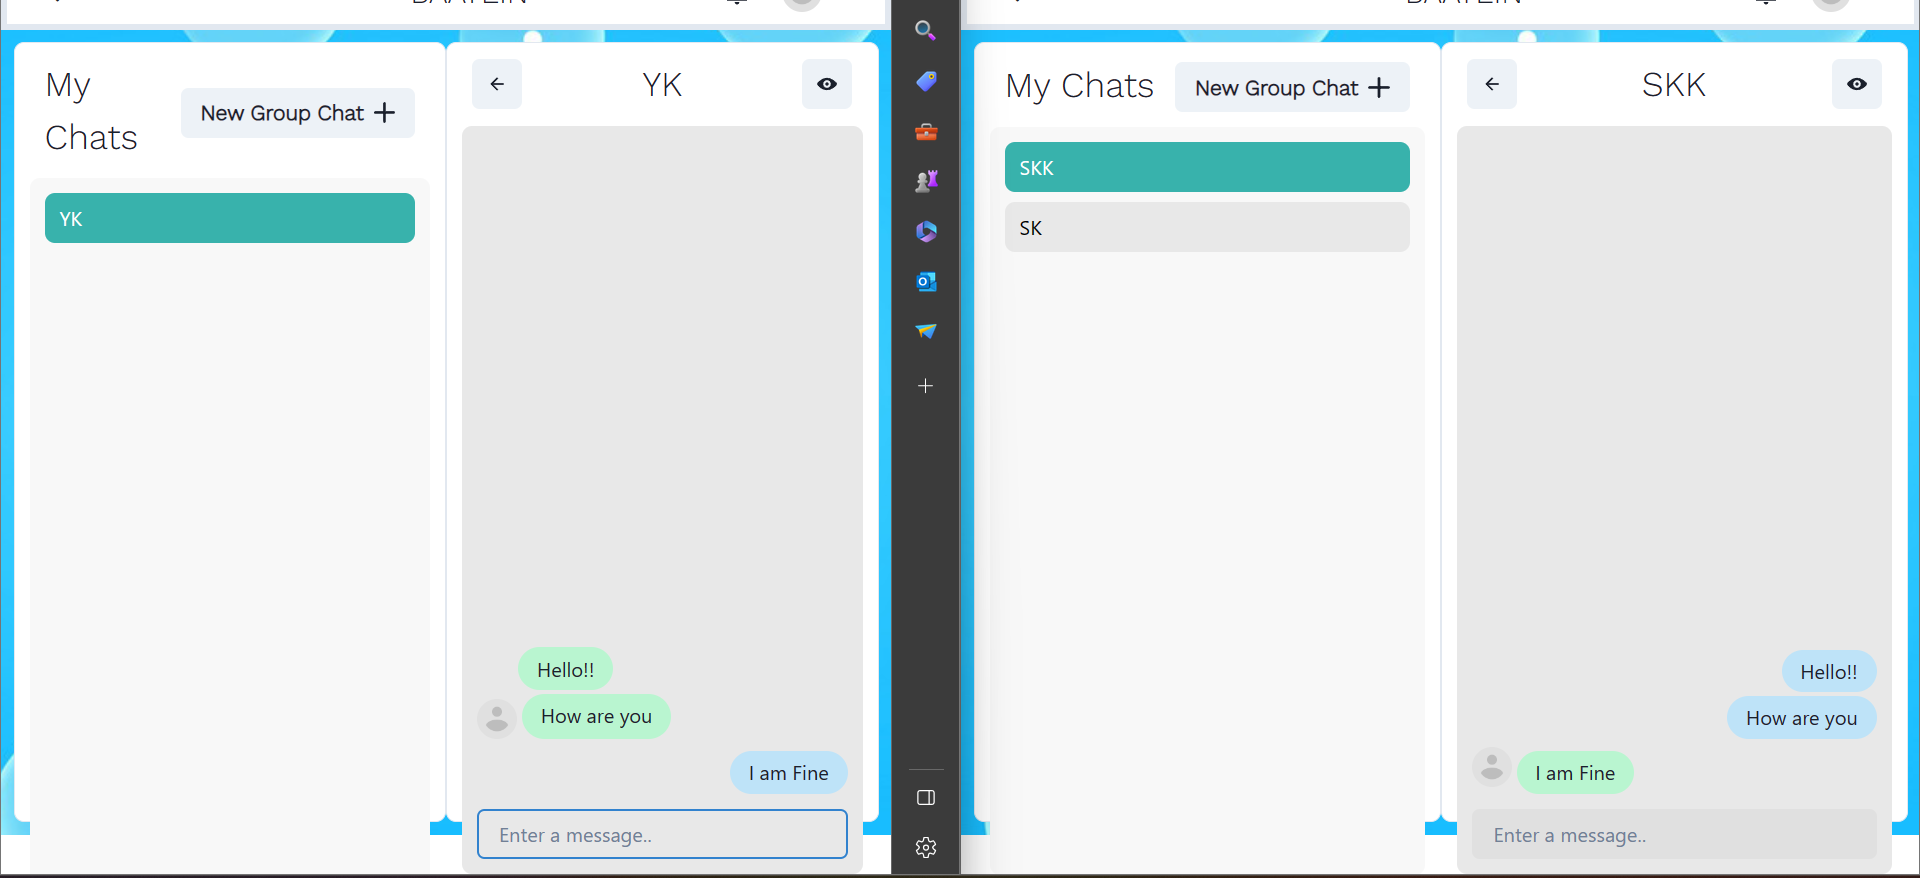 My
Chats
New Group Chat
YK
YK
Hello!!
How are you
I am Fine
Enter a message..
My Chats
New Group Chat
SKK
SK
SKK
Hello!!
How are you
I am Fine
Enter a message..